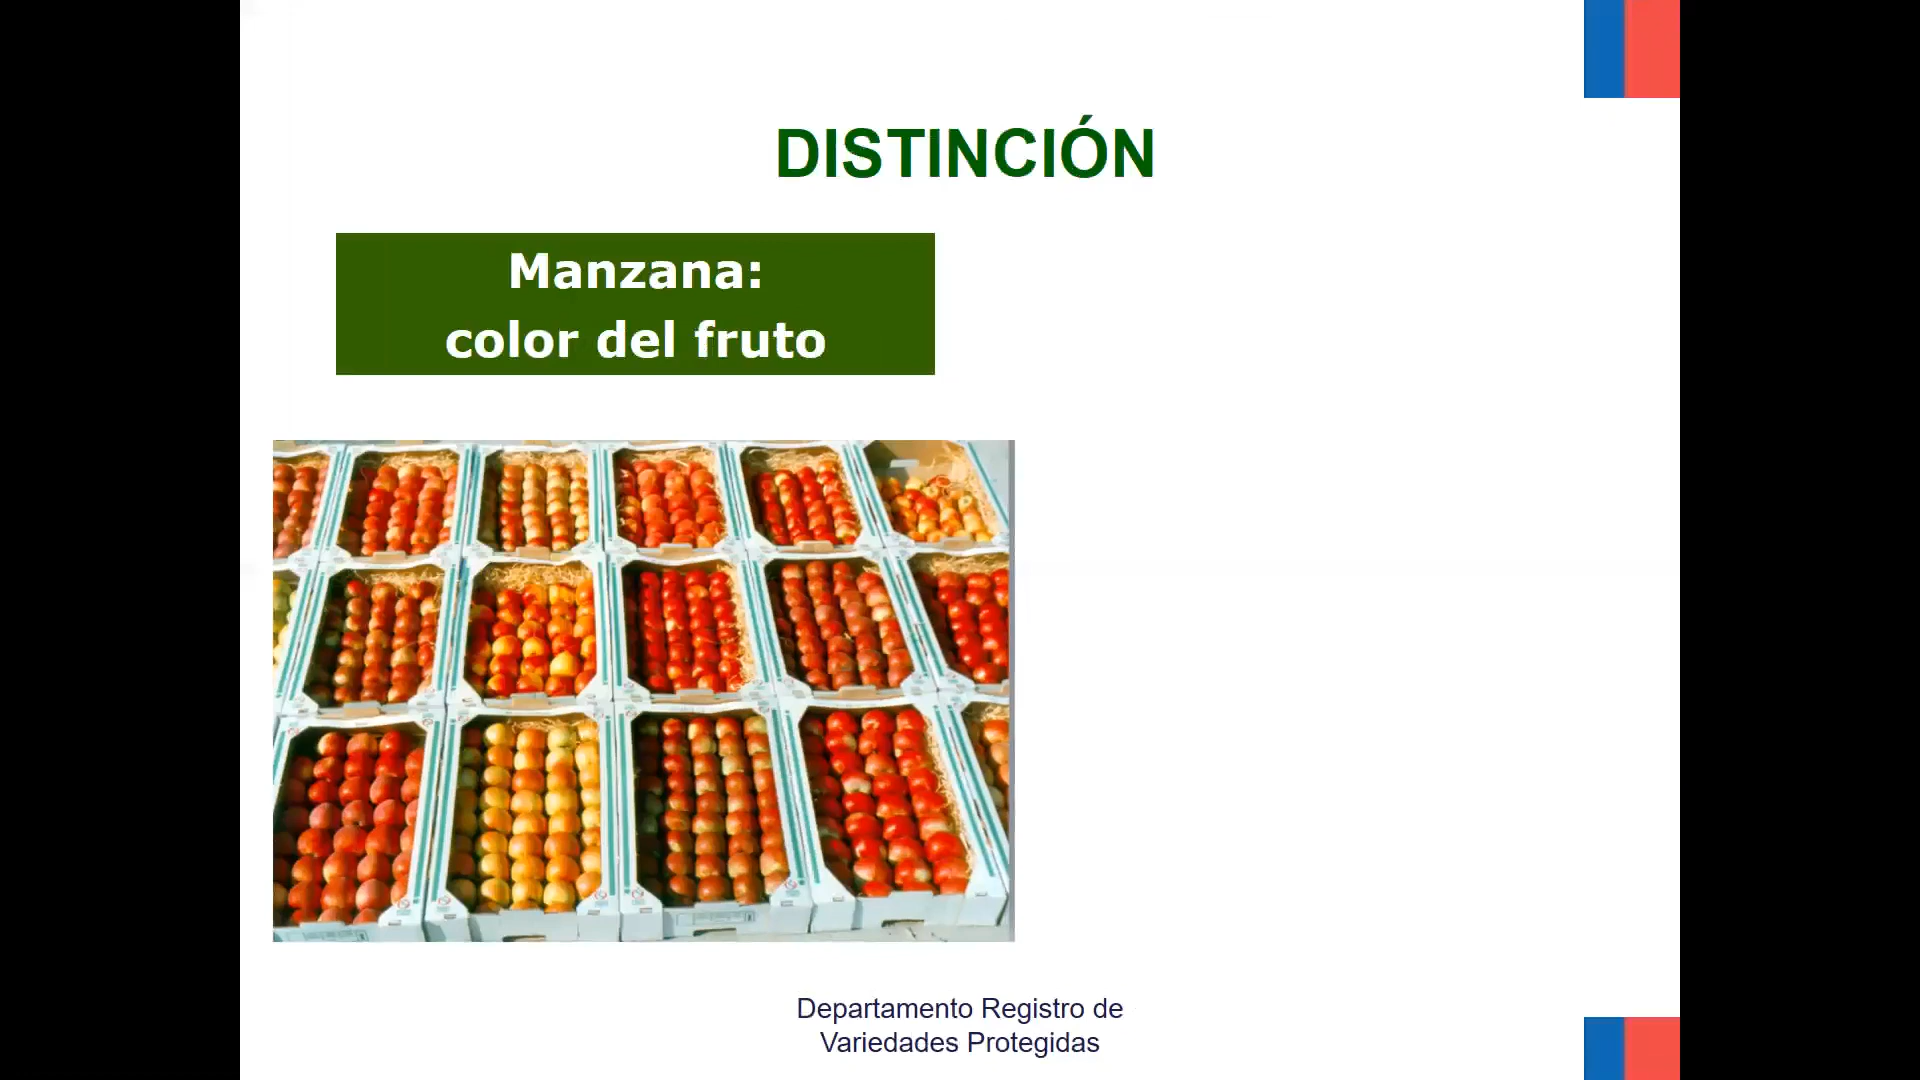 DISTINCIÓN
Manzana:
color del fruto
Departamento Registro de
Variedades Protegidas